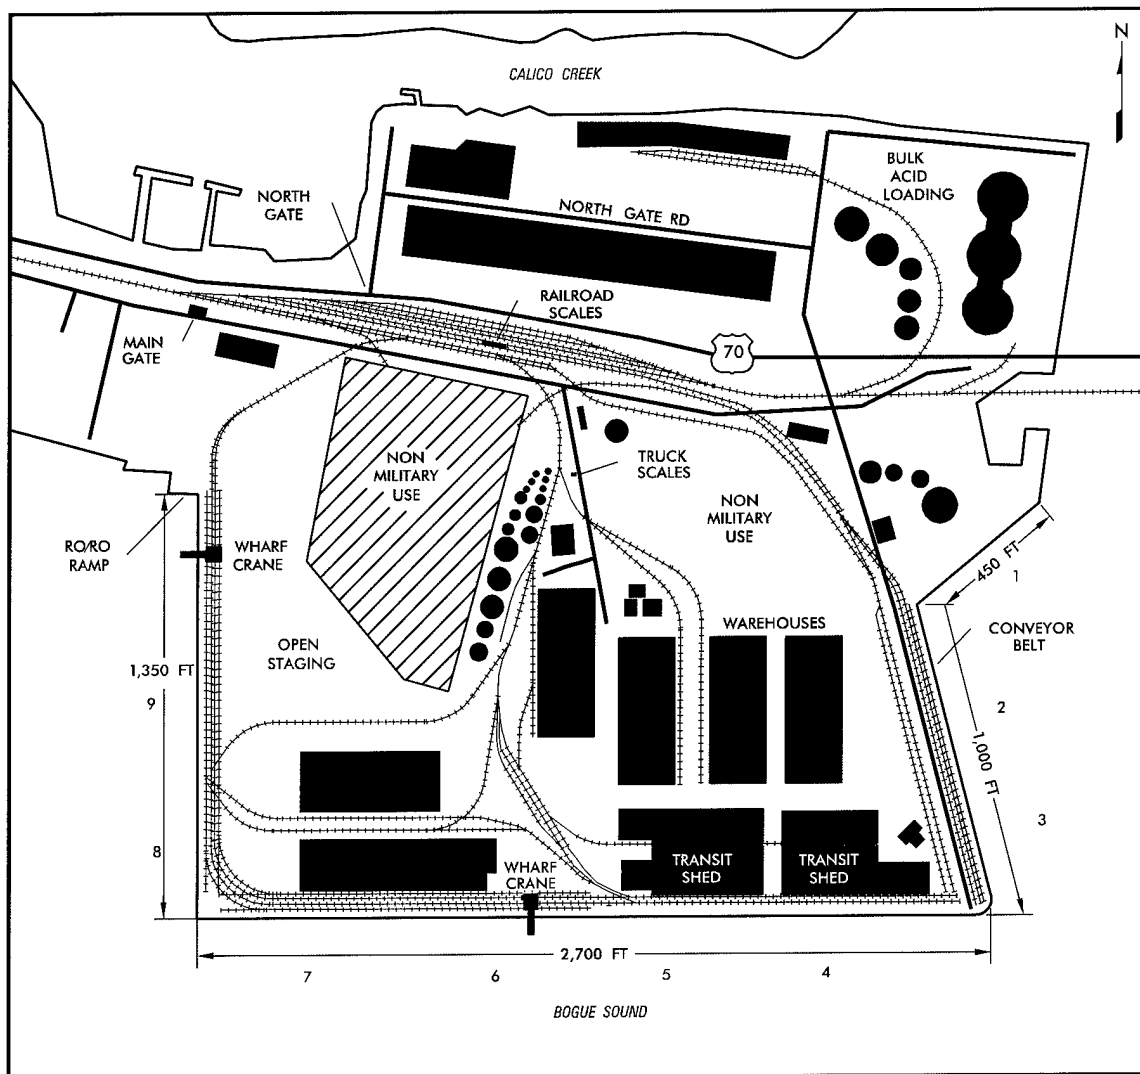 N
CALICO CREEK
BULK
ACID
LOADING
NORTH
GATE
NORTH GATE RD
RAILROAD
SCALES
MAIN
GATE
70
NON
MILITARY
USE
TRUCK
SCALES
NON
MILITARY
USE
RO/RO
RAMP
WHARF
CRANE
450 FT
1
WAREHOUSES
CONVEYOR
BELT
OPEN
STAGING
1,350 FT
9
2
1,000 FT
3
8
WHARF
CRANE
TRANSIT
SHED
TRANSIT
SHED
2,700 FT
7
6
5
4
BOGUE SOUND